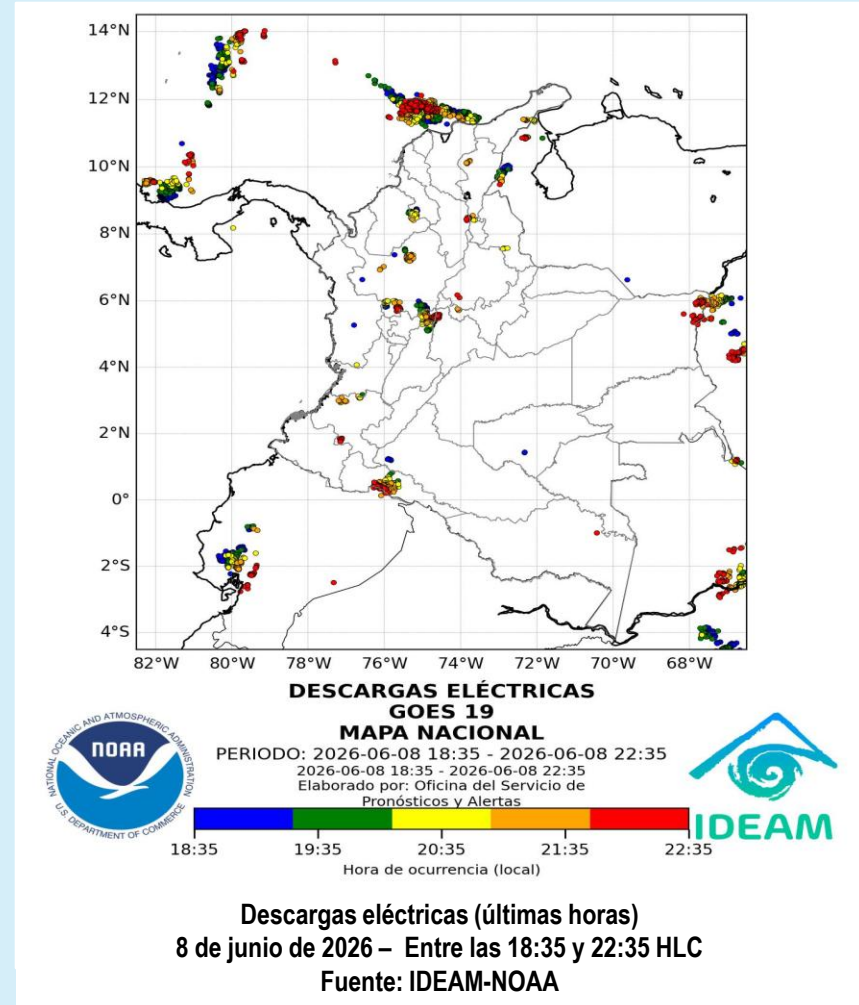 14°N
12°N
10°N
8°N
6°N
4°N
2°N
0°
2°S
4°S
82°W 80°W 78°W 76°W 74°W 72°W 70°W 68°W
DESCARGAS ELÉCTRICAS
GOES 19
MAPA NACIONAL
PERIODO: 2026-06-08 18:35 - 2026-06-08 22:35
2026-06-08 18:35 - 2026-06-08 22:35
Elaborado por: Oficina del Servicio de
Pronósticos y Alertas
NATIONAL OCEANIC AND ATMOSPHERIC ADMINISTRATION
NOAA
U.S. DEPARTMENT OF COMMERCE
IDEAM
18:35 19:35 20:35 21:35 22:35
Hora de ocurrencia (local)
Descargas eléctricas (últimas horas)
8 de junio de 2026 – Entre las 18:35 y 22:35 HLC
Fuente: IDEAM-NOAA